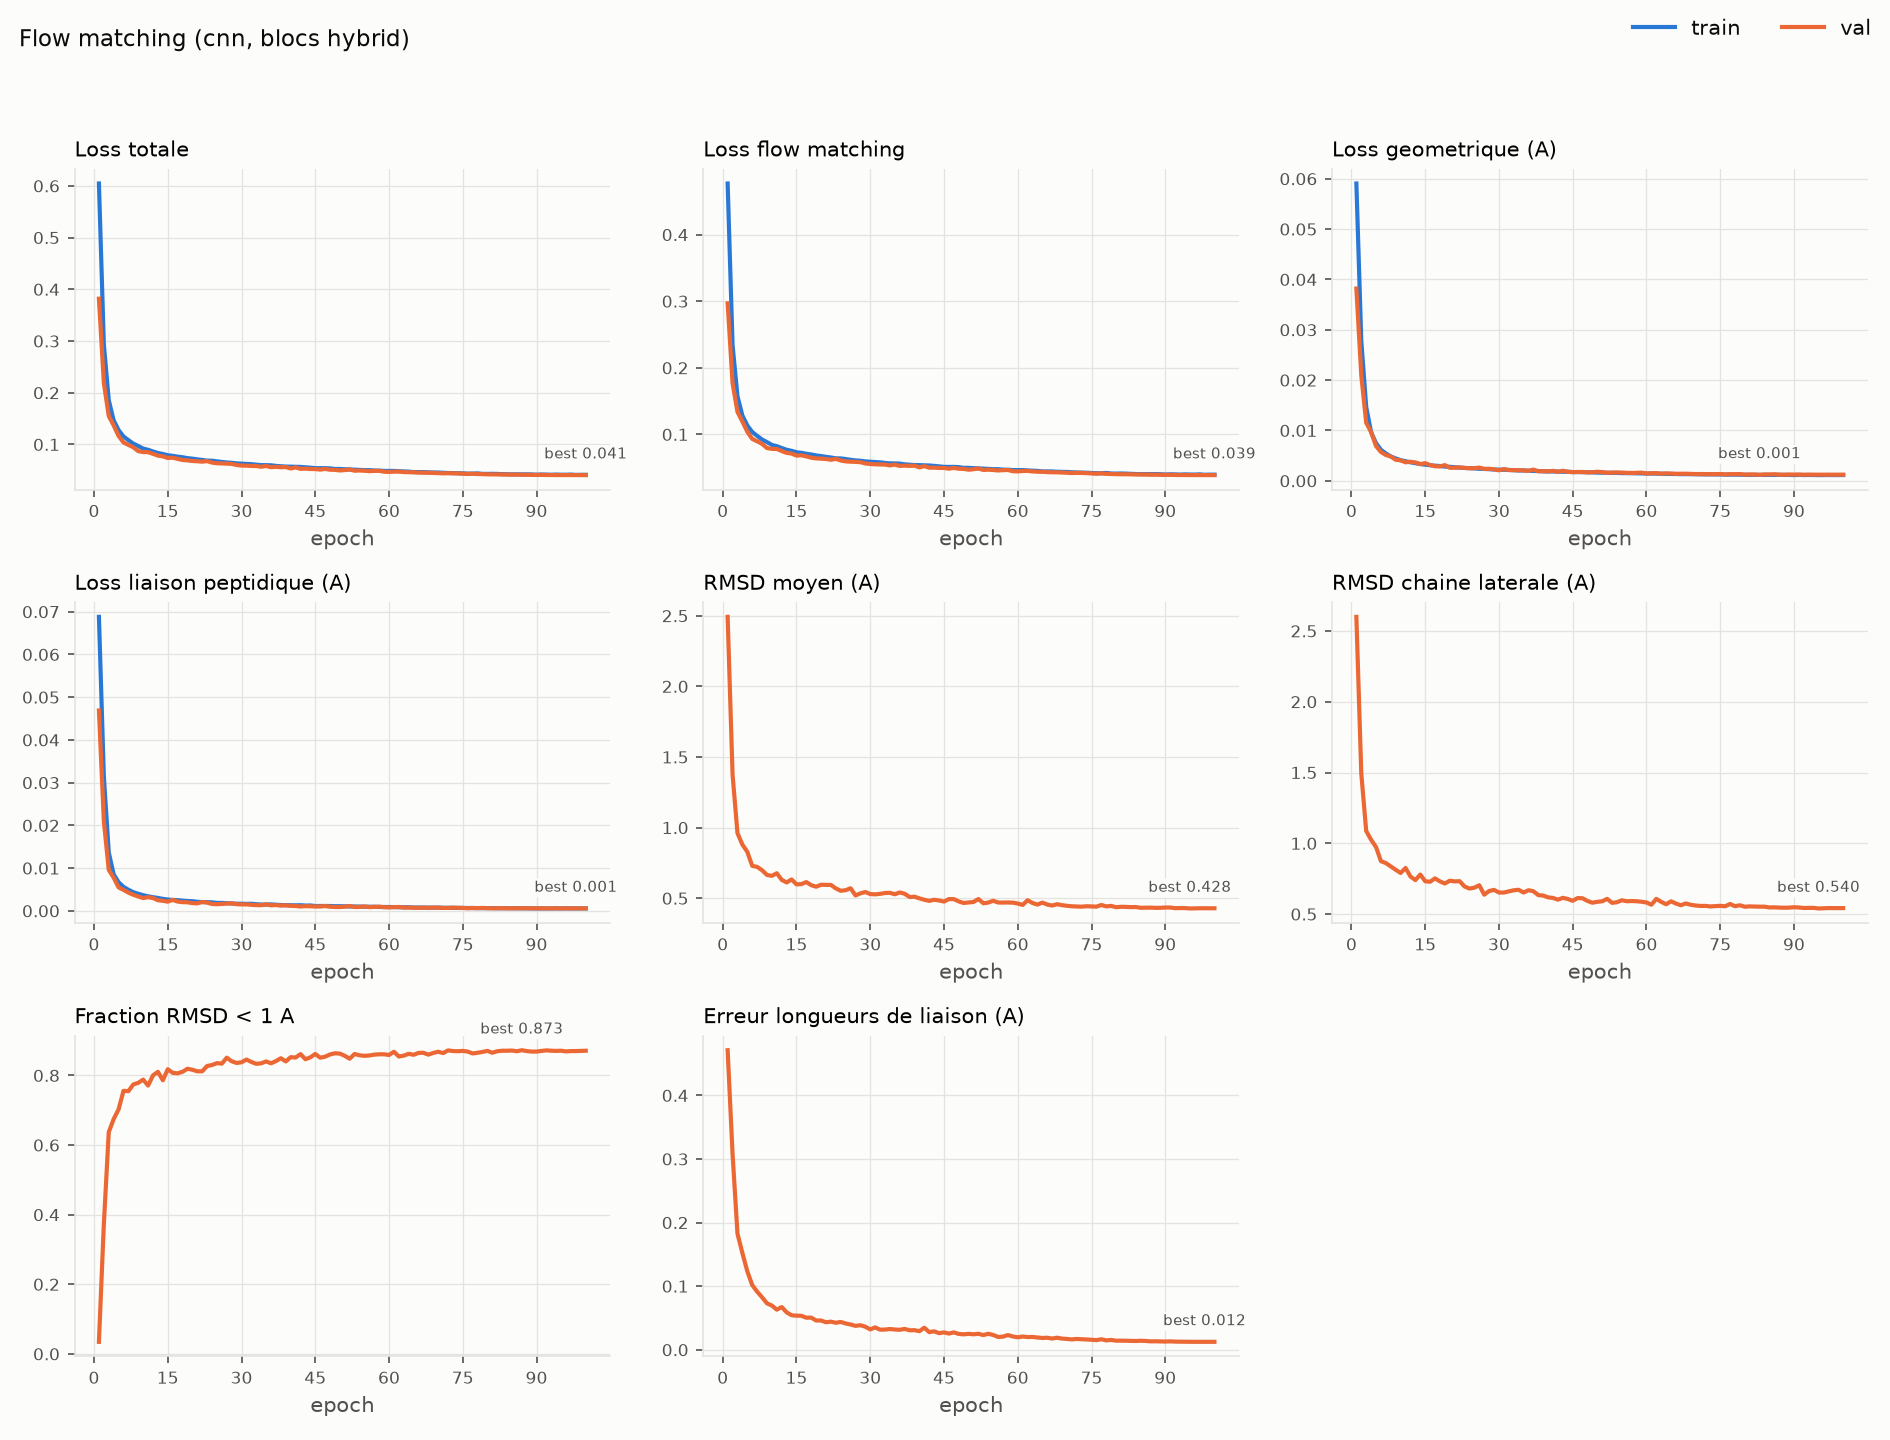 Flow matching (cnn, blocs hybrid)
train
val
Loss totale
0.6
0.5
0.4
0.3
0.2
0.1
best 0.041
0 15 30 45 60 75 90
epoch
Loss flow matching
0.4
0.3
0.2
0.1
best 0.039
0 15 30 45 60 75 90
epoch
Loss geometrique (A)
0.06
0.05
0.04
0.03
0.02
0.01
0.00
best 0.001
0 15 30 45 60 75 90
epoch
Loss liaison peptidique (A)
0.07
0.06
0.05
0.04
0.03
0.02
0.01
0.00
best 0.001
0 15 30 45 60 75 90
epoch
RMSD moyen (A)
2.5
2.0
1.5
1.0
0.5
best 0.428
0 15 30 45 60 75 90
epoch
RMSD chaine laterale (A)
2.5
2.0
1.5
1.0
0.5
best 0.540
0 15 30 45 60 75 90
epoch
Fraction RMSD < 1 A
best 0.873
0.8
0.6
0.4
0.2
0.0
0 15 30 45 60 75 90
epoch
Erreur longueurs de liaison (A)
0.4
0.3
0.2
0.1
0.0
best 0.012
0 15 30 45 60 75 90
epoch